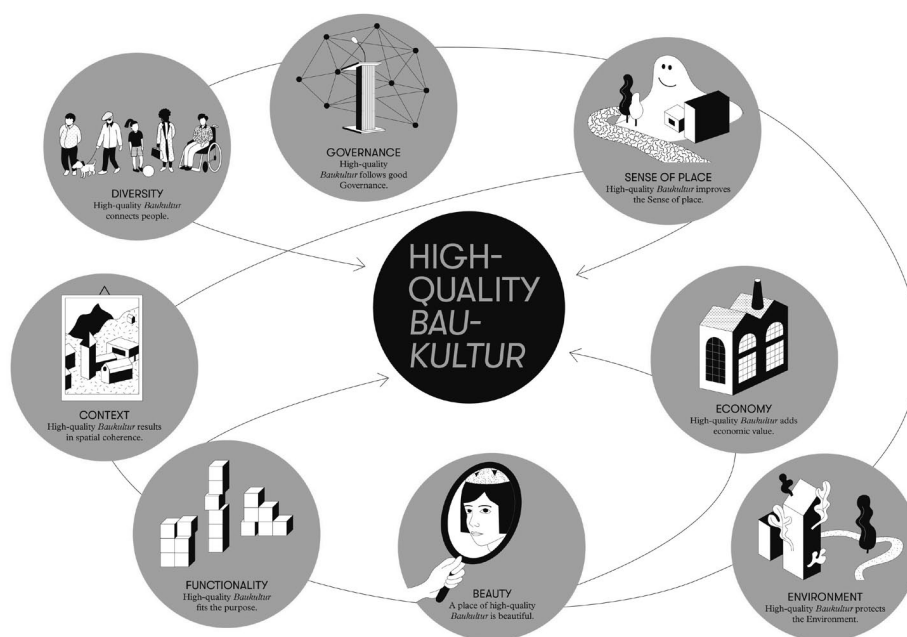 GOVERNANCE
High-quality
Baukultur follows good
Governance.
SENSE OF PLACE
High-quality Baukultur improves
the Sense of place.
DIVERSITY
High-quality Baukultur
connects people.
HIGH-
QUALITY
BAU-
KULTUR
CONTEXT
High-quality Baukultur results
in spatial coherence.
ECONOMY
High-quality Baukultur adds
economic value.
FUNCTIONALITY
High-quality Baukultur
fits the purpose.
BEAUTY
A place of high-quality
Baukultur is beautiful.
ENVIRONMENT
High-quality Baukultur protects
the Environment.